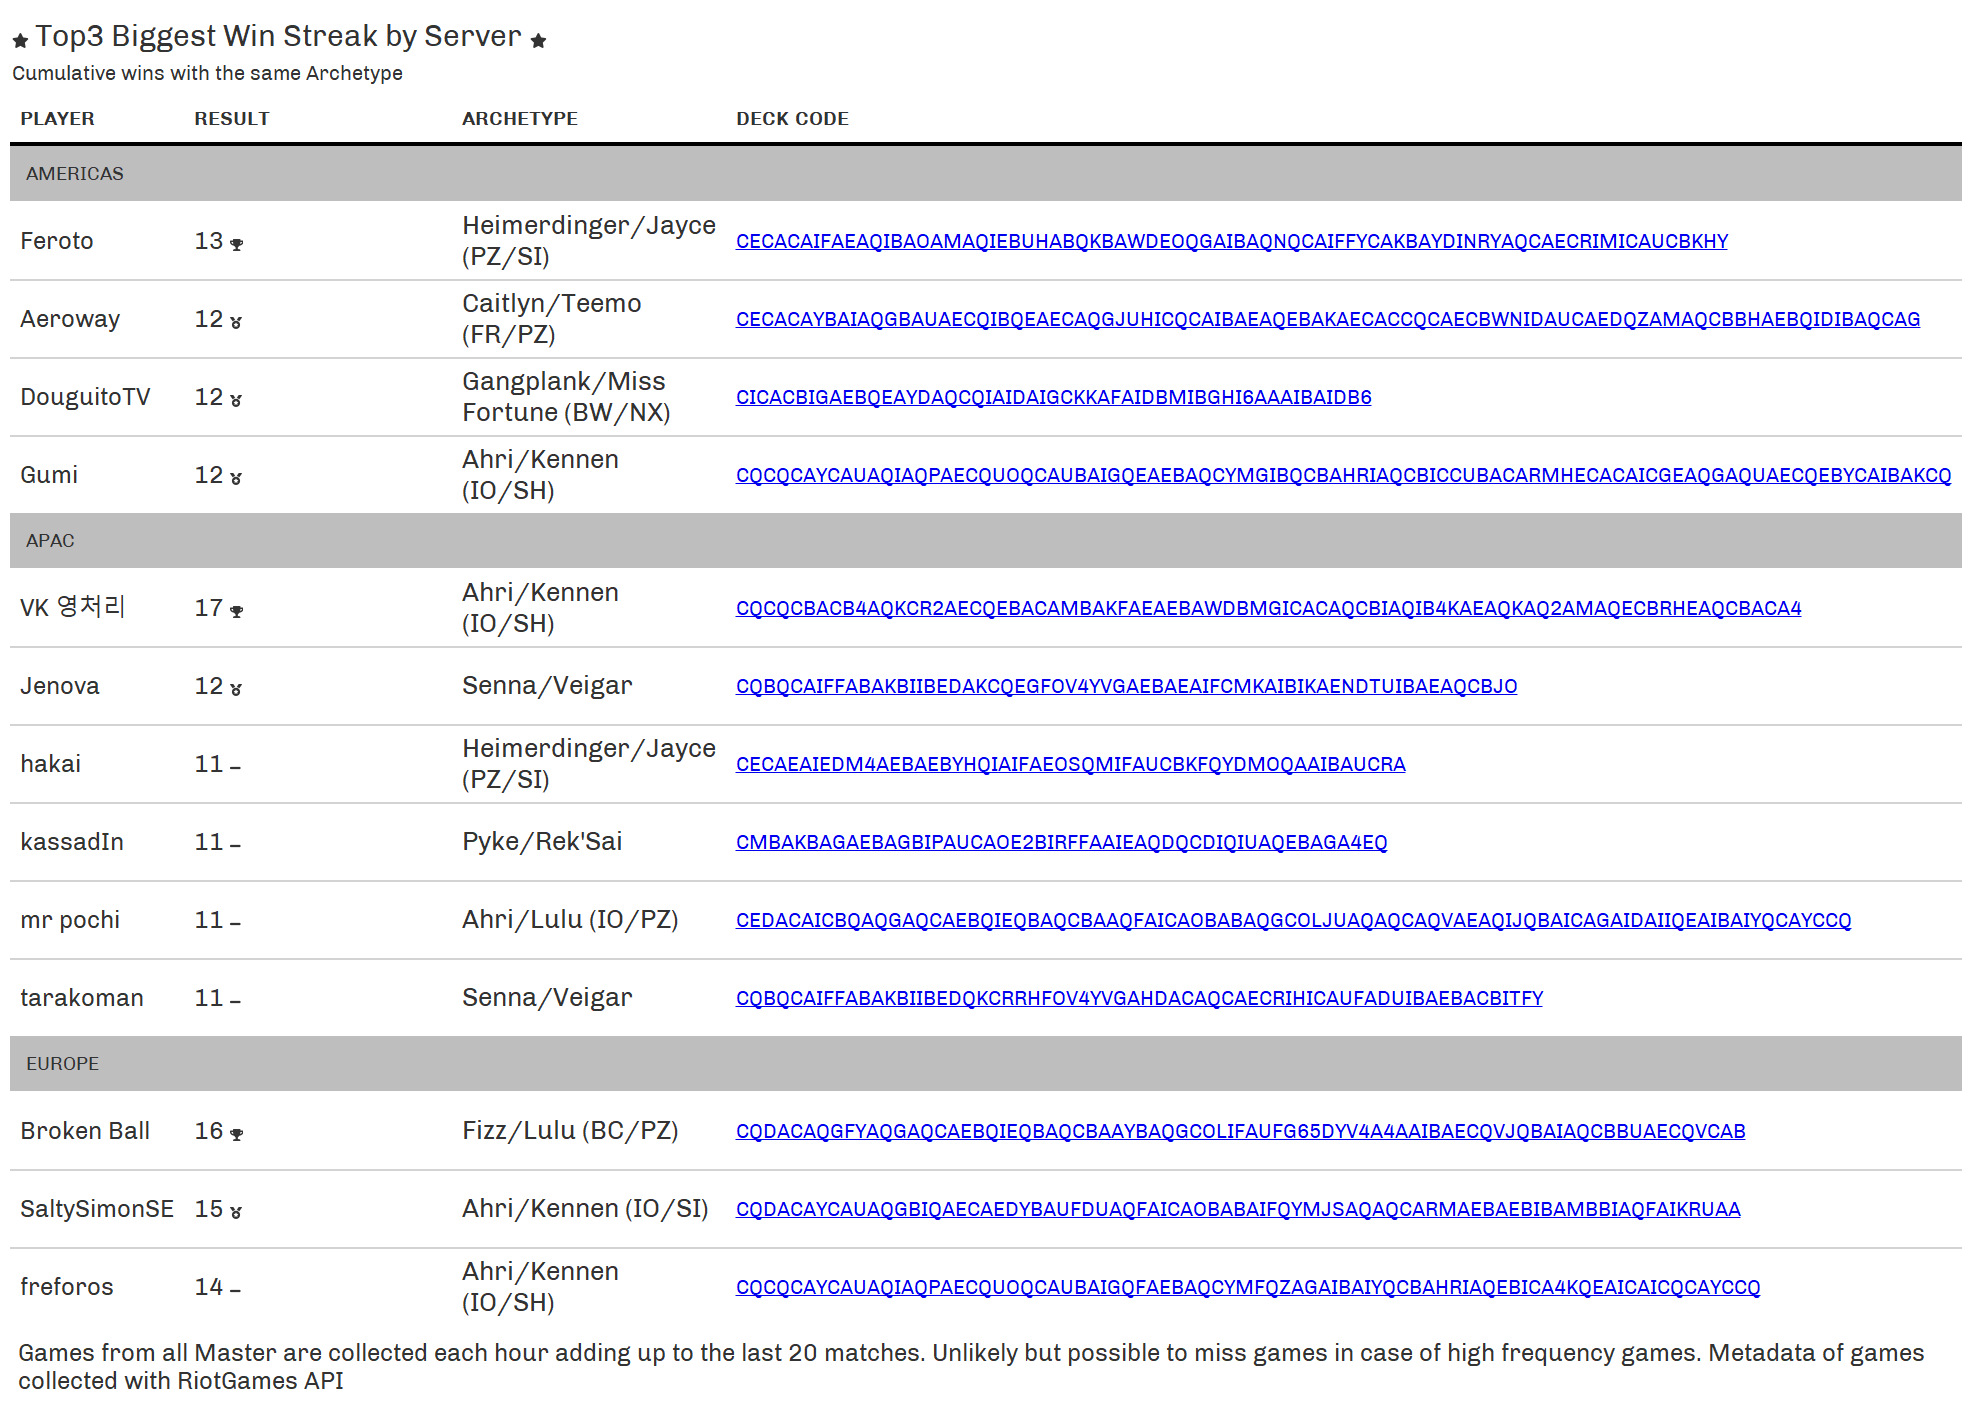 ★ Top3 Biggest Win Streak by Server ★
Cumulative wins with the same Archetype
PLAYER RESULT ARCHETYPE DECK CODE
AMERICAS
Feroto 13 Heimerdinger/Jayce (PZ/SI) CECACAIFAEAQIBAOAMAQIEBUHABQKBAWDEOQGAIBAQNQCAIFFYCAKBAYDINRYAQCAECRIMICAUCBKHY
Aeroway 12 Caitlyn/Teemo (FR/PZ) CECACAYBAIAQGBAUAECQIBQEAECAQGJUHICQCAIBAEAQEBAKAECACCQCAECBWNIDAUCAEDQZAMAQCBBHAEBQIDIBAQCAG
DouguitoTV 12 Gangplank/Miss Fortune (BW/NX) CICACBIGAEBQEAYDAQCQIAIDAIGCKKAFAIDBMIBGHI6AAAIBAIDB6
Gumi 12 Ahri/Kennen (IO/SH) CQCQCAYCAUAQIAQPAECQUOQCAUBAIGQEAEBAQCYMGIBQCBAHRIAQCBICCUBACARMHECACAICGEAQGAQUAECQEBYCAIBAKCQ
APAC
VK 영처리 17 Ahri/Kennen (IO/SH) CQCQCBACB4AQKCR2AECQEBACAMBAKFAEAEBAWDBMGICACAQCBIAQIB4KAEAQKAQ2AMAQECBRHEAQCBACA4
Jenova 12 Senna/Veigar CQBQCAIFFABAKBIIBEDAKCQEGFOV4YVGAEBAEAIFCMKAIBIKAENDTUIBAEAQCBJO
hakai 11 – Heimerdinger/Jayce (PZ/SI) CECAEAIEDM4AEBAEBYHQIAIFAEOSQMIFAUCBKFQYDMOQAAIBAUCRA
kassadIn 11 – Pyke/Rek'Sai CMBAKBAGAEBAGBIPAUCAOE2BIRFFAAIEAQDQCDIQIUAQEBAGA4EQ
mr pochi 11 – Ahri/Lulu (IO/PZ) CEDACAICBQAQGAQCAEBQIEQBAQCBAAQFAICAOBABAQGCOLJUAQAQCAQVAEAQIJQBAICAGAIDAIIQEAIBAIYQCAYCCQ
tarakoman 11 – Senna/Veigar CQBQCAIFFABAKBIIBEDQKCRRHFOV4YVGAHDACAQCAECRIHICAUFADUIBAEBACBITFY
EUROPE
Broken Ball 16 Fizz/Lulu (BC/PZ) CQDACAQGFYAQGAQCAEBQIEQBAQCBAAYBAQGCOLIFAUFG65DYV4A4AAIBAECQVJQBAIAQCBBUAECQVCAB
SaltySimonSE 15 Ahri/Kennen (IO/SI) CQDACAYCAUAQGBIQAECAEDYBAUFDUAQFAICAOBABAIFQYMJSAQAQCARMAEBAEBIBAMBBIAQFAIKRUAA
freforos 14 – Ahri/Kennen (IO/SH) CQCQCAYCAUAQIAQPAECQUOQCAUBAIGQFAEBAQCYMFQZAGAIBAIYQCBAHRIAQEBICA4KQEAICAICQCAYCCQ
Games from all Master are collected each hour adding up to the last 20 matches. Unlikely but possible to miss games in case of high frequency games. Metadata of games
collected with RiotGames API